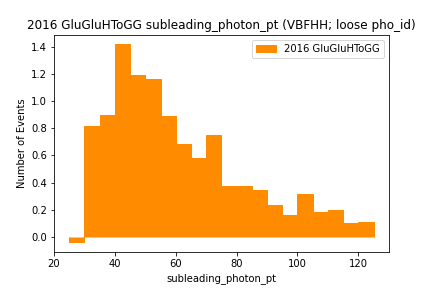 2016 GluGluHToGG subleading_photon_pt (VBFHH; loose pho_id)
2016 GluGluHToGG
Number of Events
1.4
1.2
1.0
0.8
0.6
0.4
0.2
0.0
20 40 60 80 100 120
subleading_photon_pt